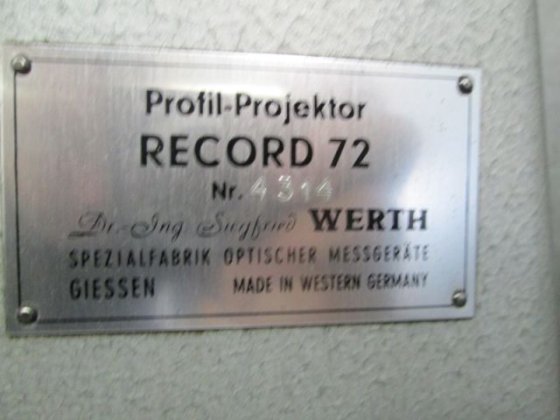 Profil-Projektor
RECORD 72
Nr. 4314
Dr.-Ing. Siegfried WERTH
SPEZIALFABRIK OPTISCHER MESSGERÄTE
GIESSEN MADE IN WESTERN GERMANY